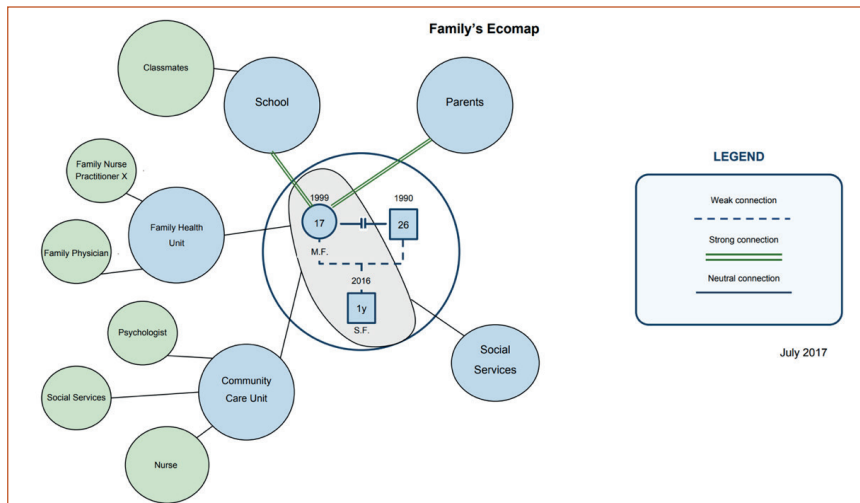 Family's Ecomap
Classmates
School
Parents
LEGEND
Weak connection
Strong connection
Neutral connection
July 2017
Family Nurse
Practitioner X
Family Health
Unit
Family Physician
1999
17
M.F.
1990
26
2016
1y
S.F.
Psychologist
Social Services
Nurse
Community
Care Unit
Social
Services